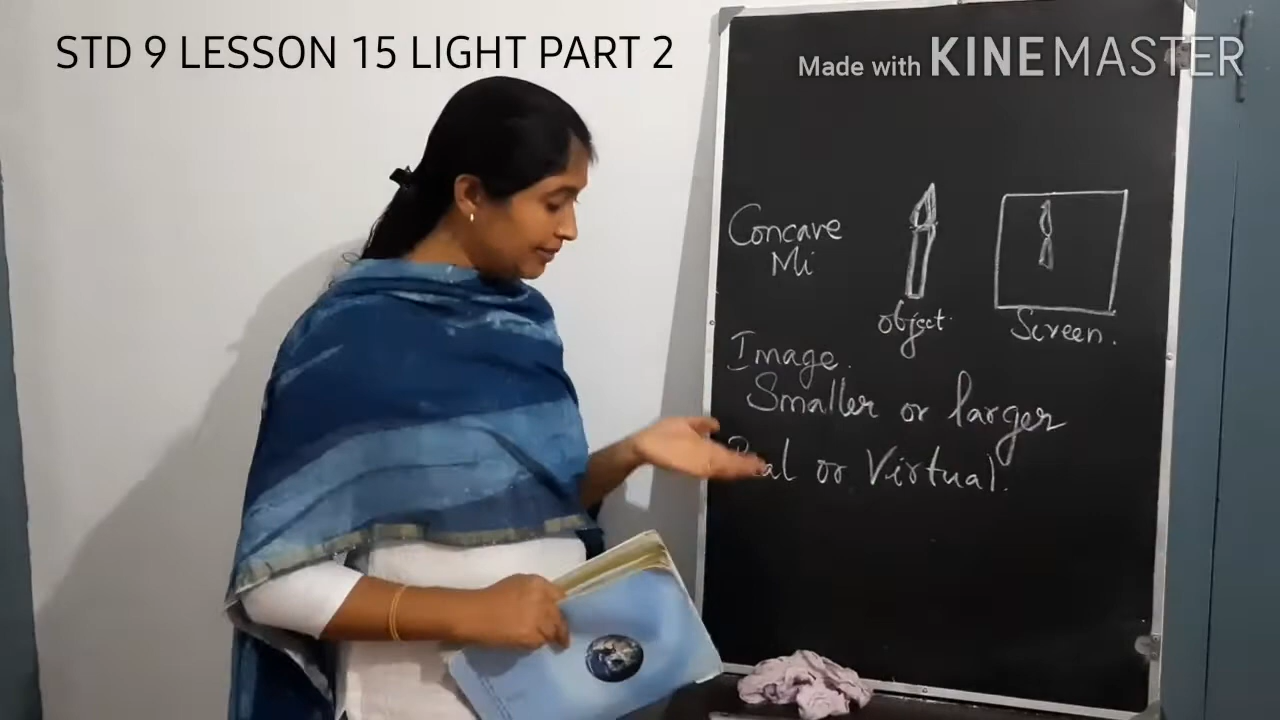 STD 9 LESSON 15 LIGHT PART 2
Made with KINEMASTER
Concave
Mi
object.
Screen.
Image.
Smaller or larger
or Virtual.